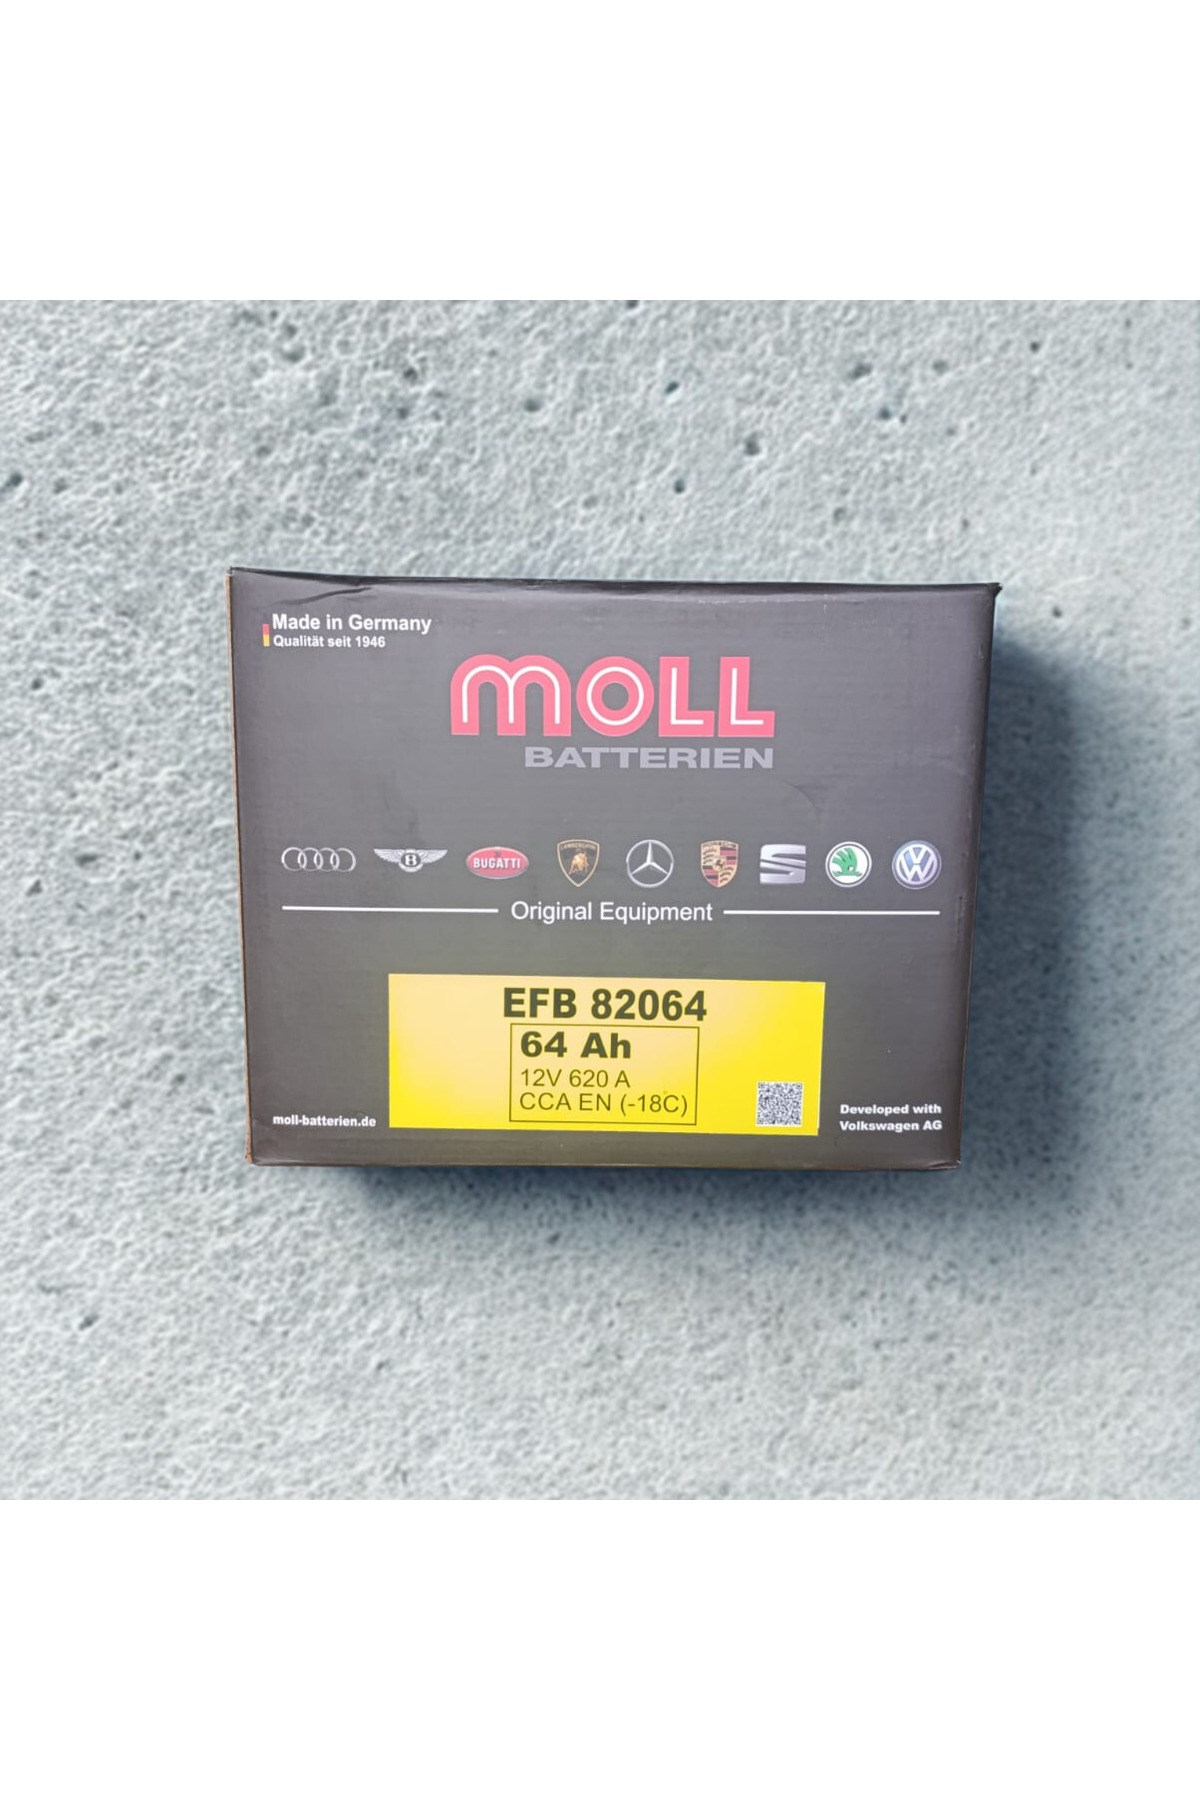 Made in Germany
Qualität seit 1946
MOLL
BATTERIEN
BUGATTI
Original Equipment
EFB 82064
64 Ah
12V 620 A
CCA EN (-18C)
moll-batterien.de
Developed with
Volkswagen AG